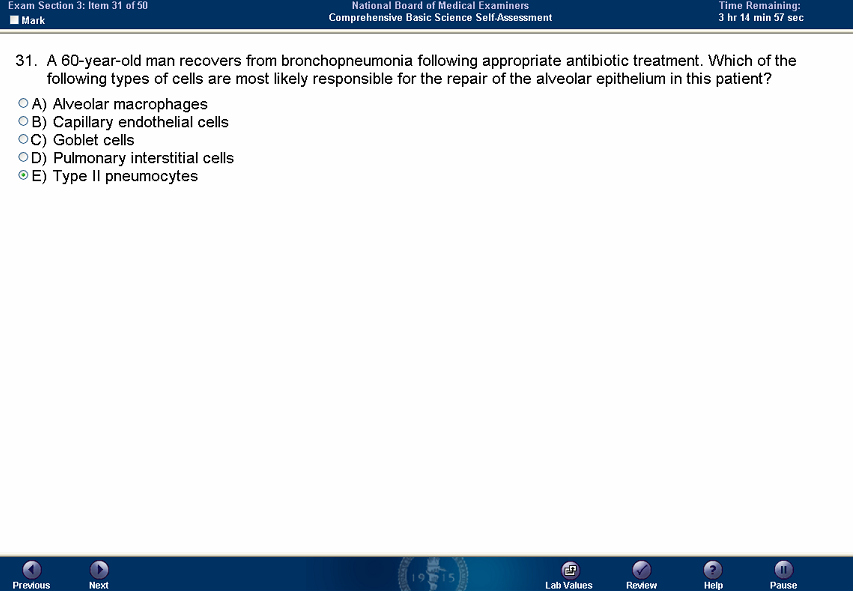 Exam Section 3: Item 31 of 50
National Board of Medical Examiners
Time Remaining:
Mark
Comprehensive Basic Science Self-Assessment
3 hr 14 min 57 sec
31. A 60-year-old man recovers from bronchopneumonia following appropriate antibiotic treatment. Which of the
following types of cells are most likely responsible for the repair of the alveolar epithelium in this patient?
A) Alveolar macrophages
B) Capillary endothelial cells
C) Goblet cells
D) Pulmonary interstitial cells
E) Type II pneumocytes
19 15
Previous Next Lab Values Review Help Pause